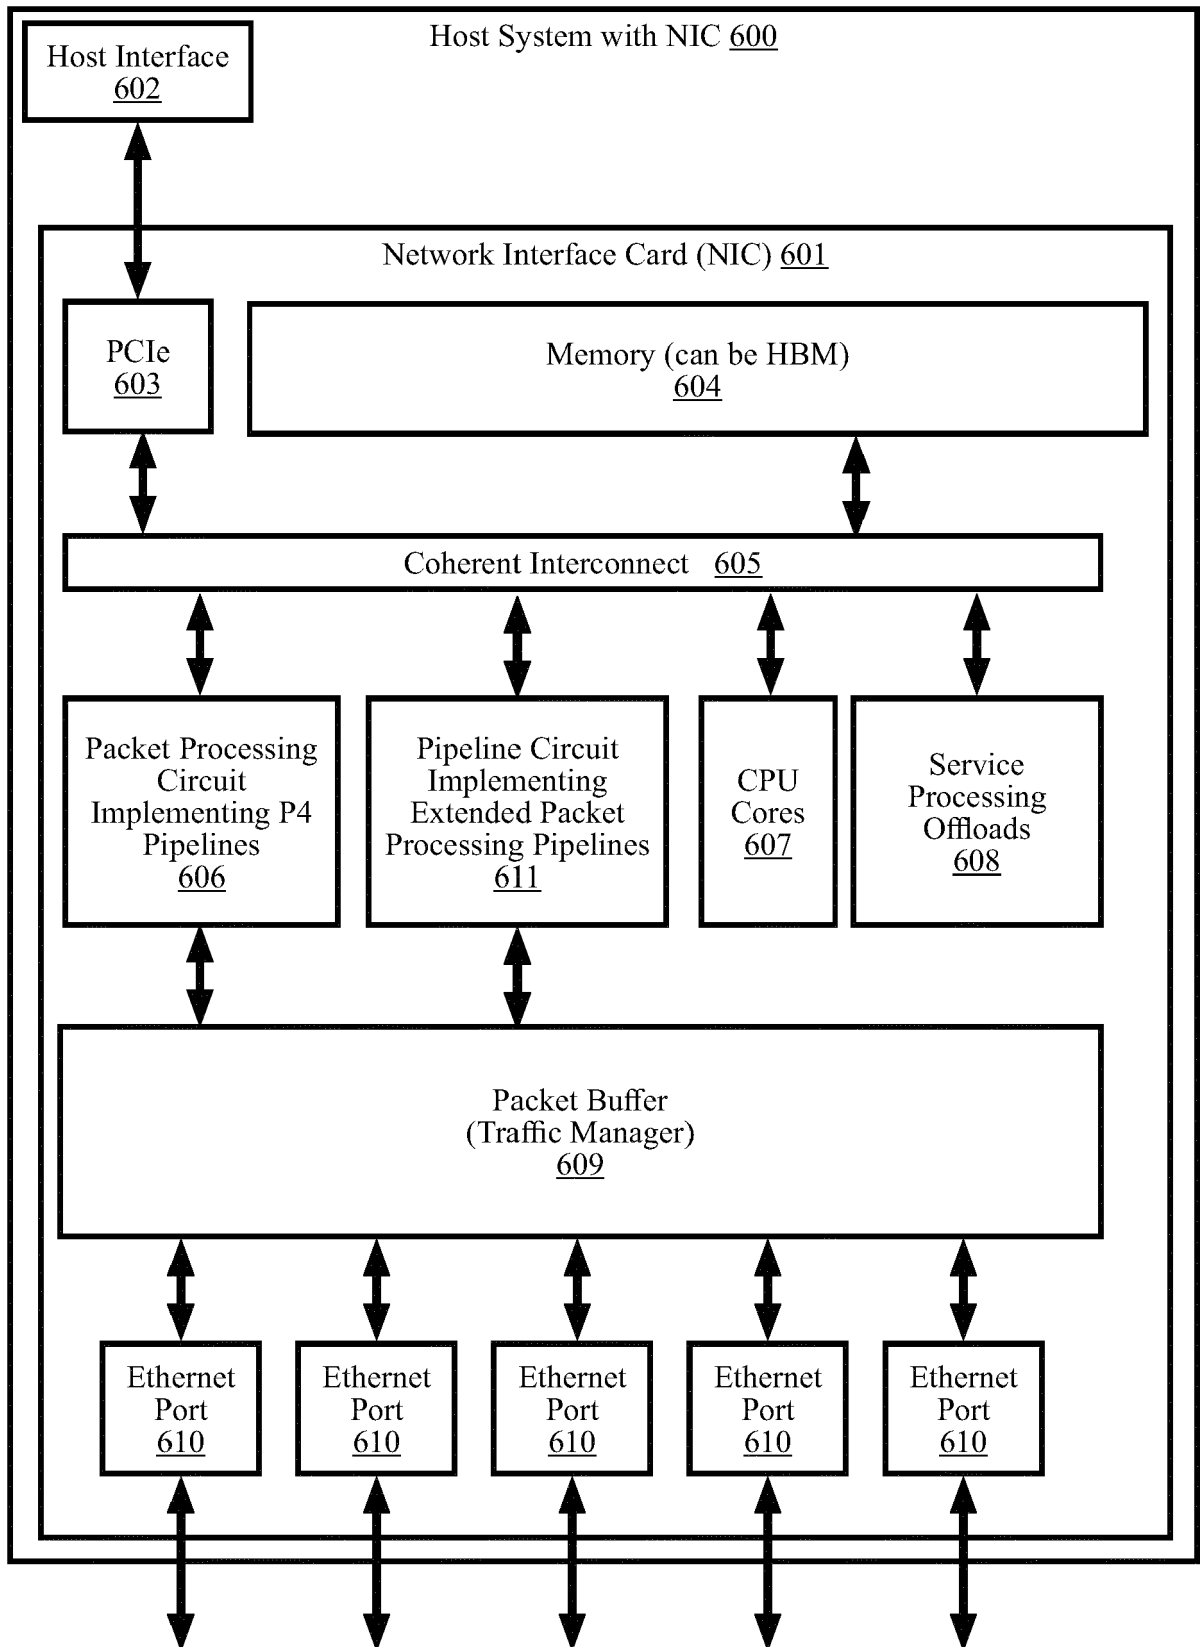 Host System with NIC 600
Host Interface
602
Network Interface Card (NIC) 601
PCIe
603
Memory (can be HBM)
604
Coherent Interconnect 605
Packet Processing
Circuit
Implementing P4
Pipelines
606
Pipeline Circuit
Implementing
Extended Packet
Processing Pipelines
611
CPU
Cores
607
Service
Processing
Offloads
608
Packet Buffer
(Traffic Manager)
609
Ethernet
Port
610
Ethernet
Port
610
Ethernet
Port
610
Ethernet
Port
610
Ethernet
Port
610